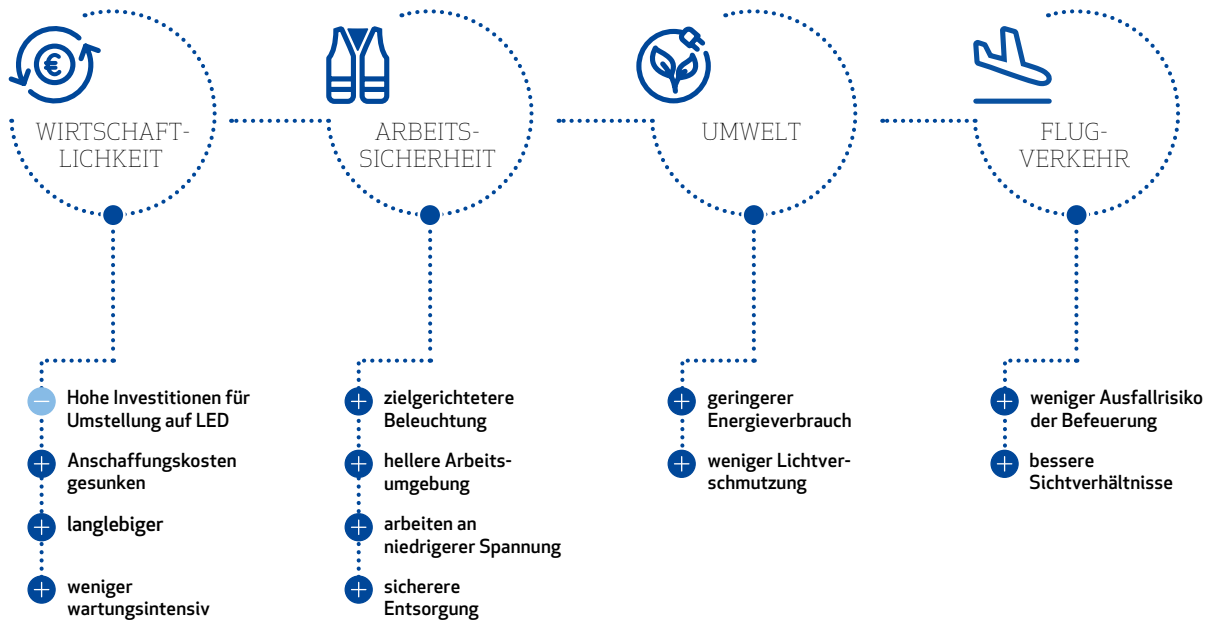 WIRTSCHAFT-
LICHKEIT
Hohe Investitionen für
Umstellung auf LED
Anschaffungskosten
gesunken
langlebiger
weniger
wartungsintensiv
ARBEITS-
SICHERHEIT
zielgerichtetere
Beleuchtung
hellere Arbeits-
umgebung
arbeiten an
niedrigerer Spannung
sicherere
Entsorgung
UMWELT
geringerer
Energieverbrauch
weniger Lichtver-
schmutzung
FLUG-
VERKEHR
weniger Ausfallrisiko
der Befeuerung
bessere
Sichtverhältnisse